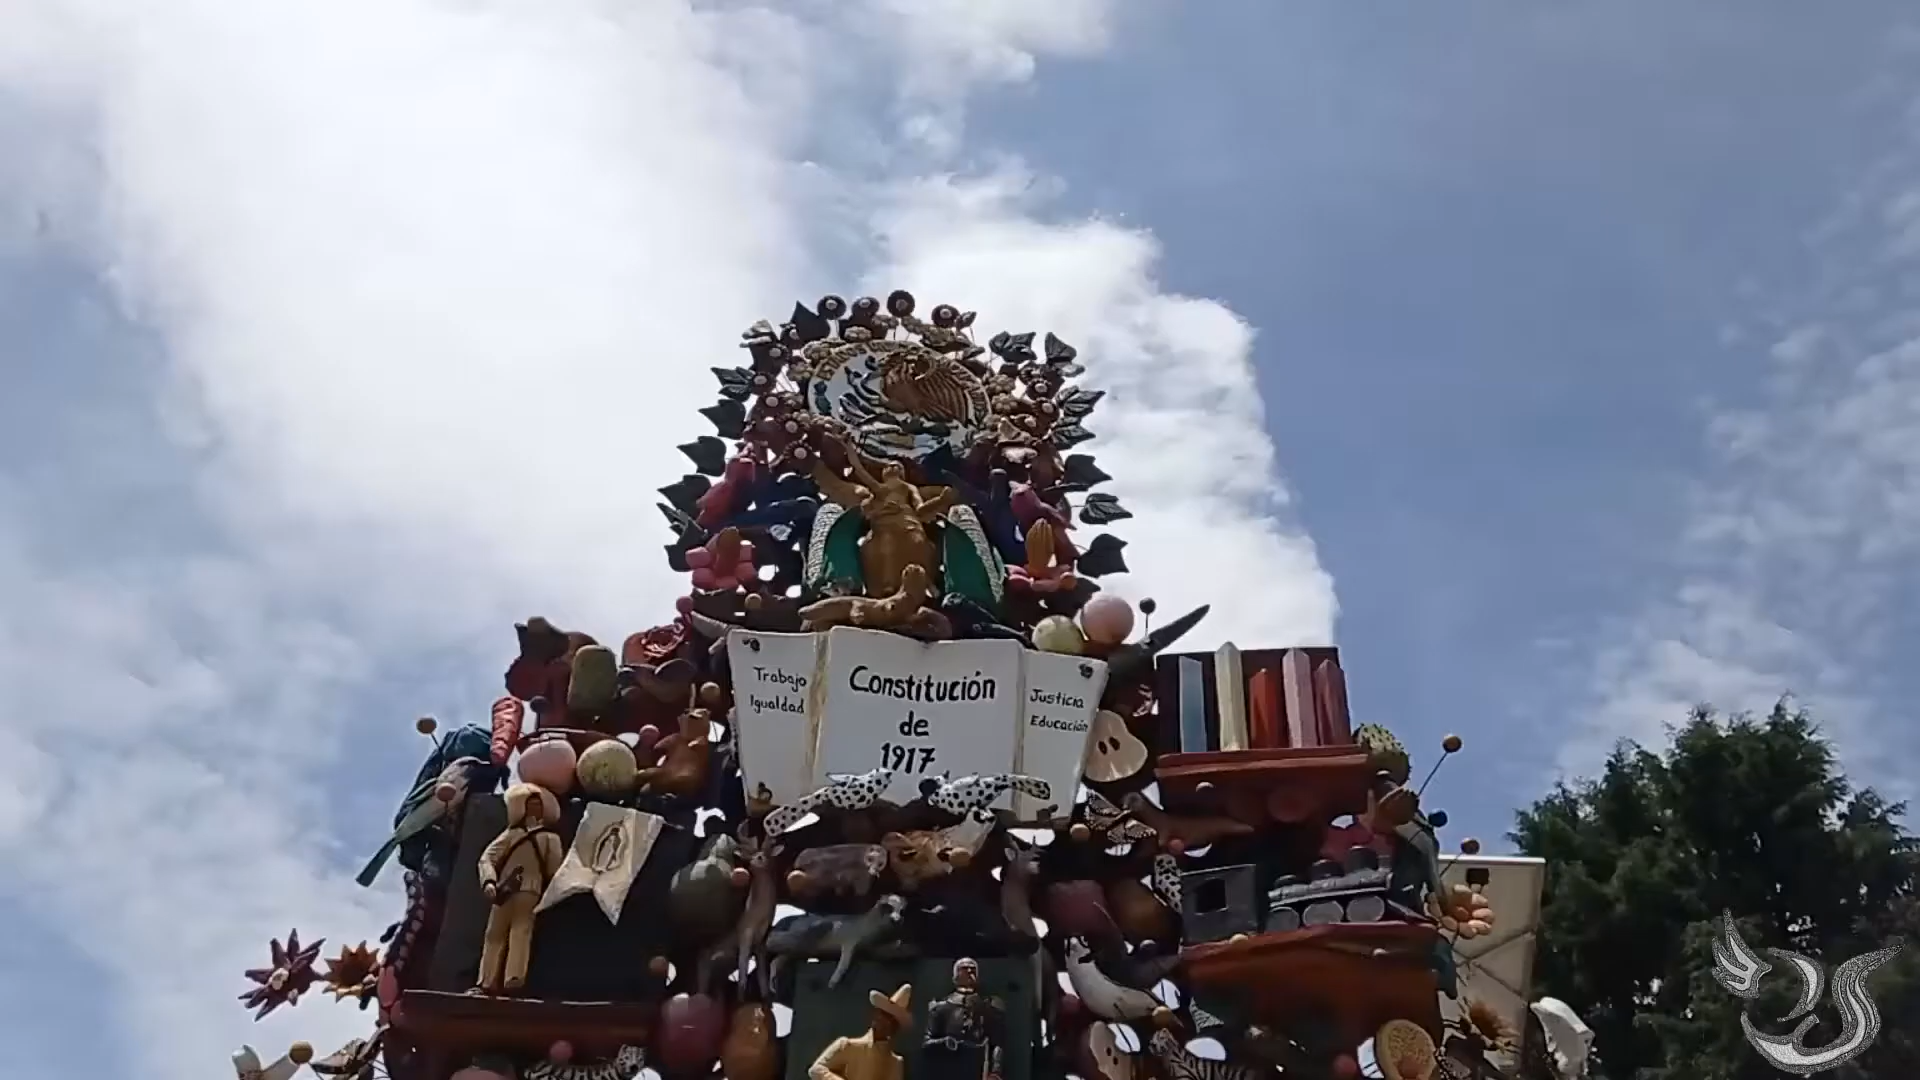 Trabajo
Igualdad
Constitución
de
1917
Justicia
Educación